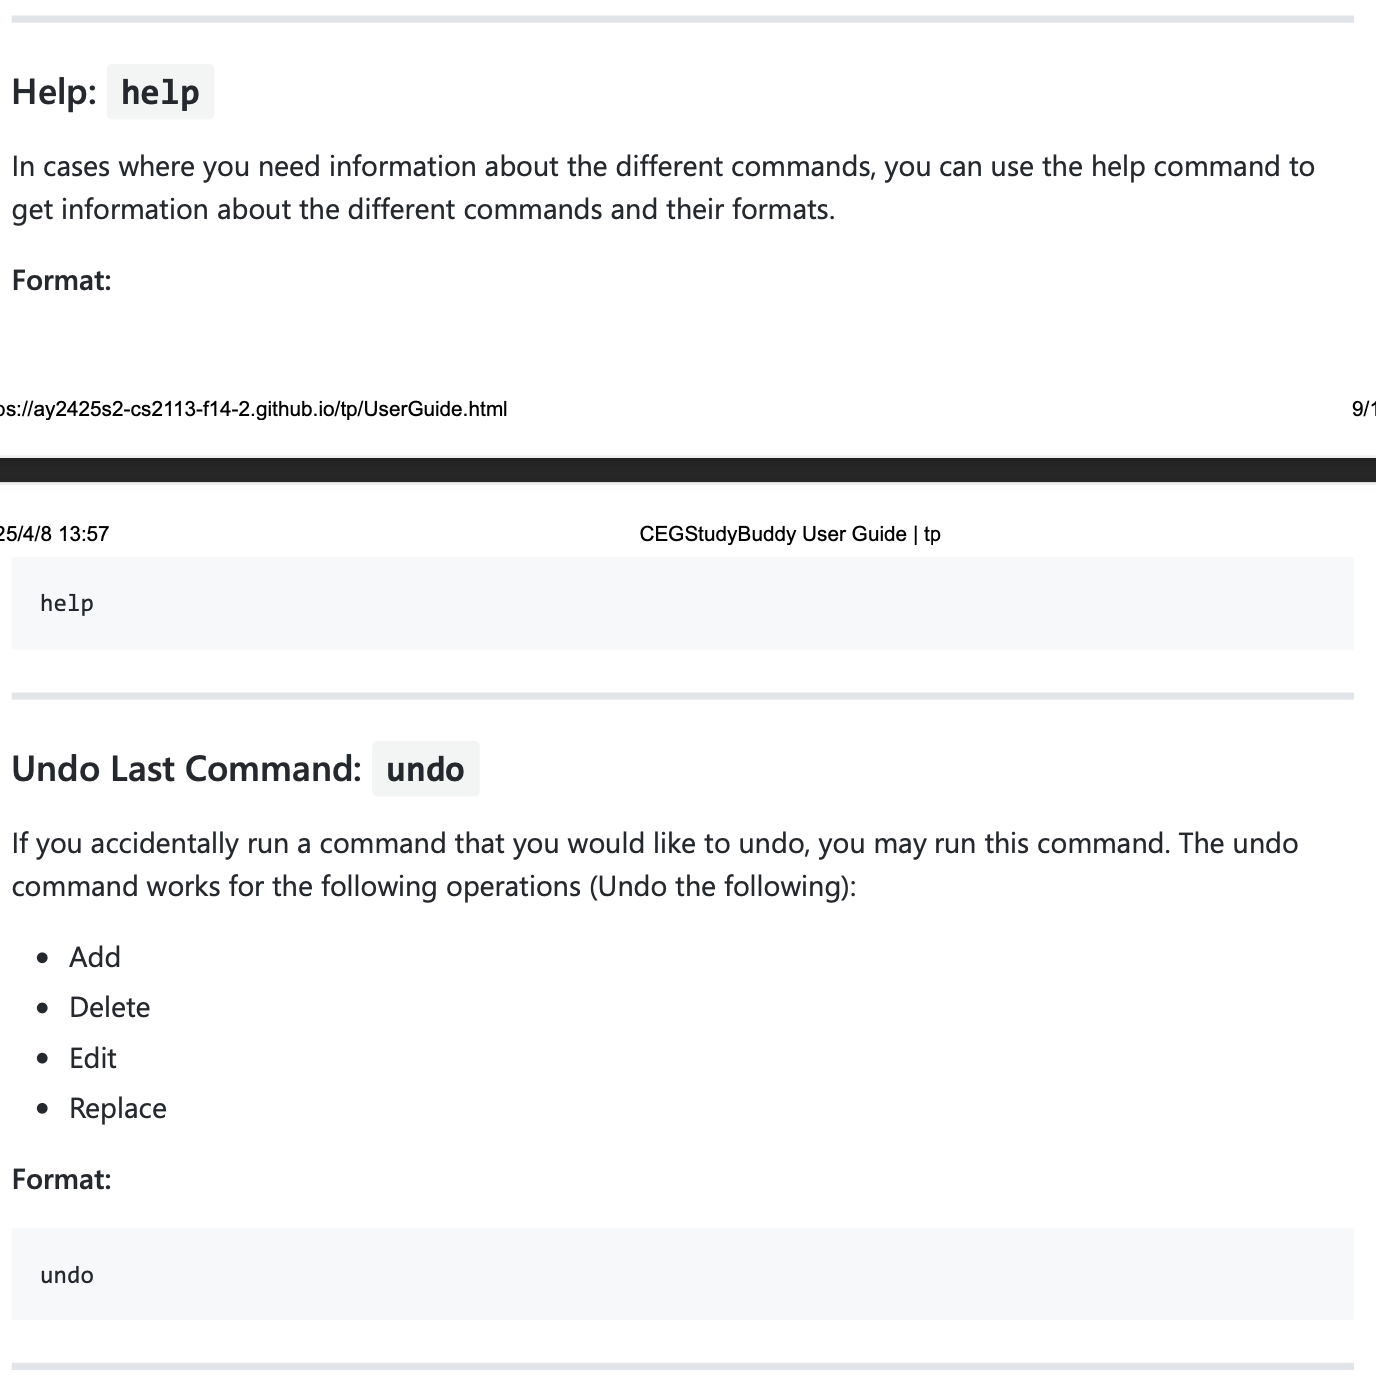 Help: help
In cases where you need information about the different commands, you can use the help command to
get information about the different commands and their formats.
Format:
os://ay2425s2-cs2113-f14-2.github.io/tp/UserGuide.html 9/1
25/4/8 13:57 CEGStudyBuddy User Guide | tp
help
Undo Last Command: undo
If you accidentally run a command that you would like to undo, you may run this command. The undo
command works for the following operations (Undo the following):
• Add
• Delete
• Edit
• Replace
Format:
undo